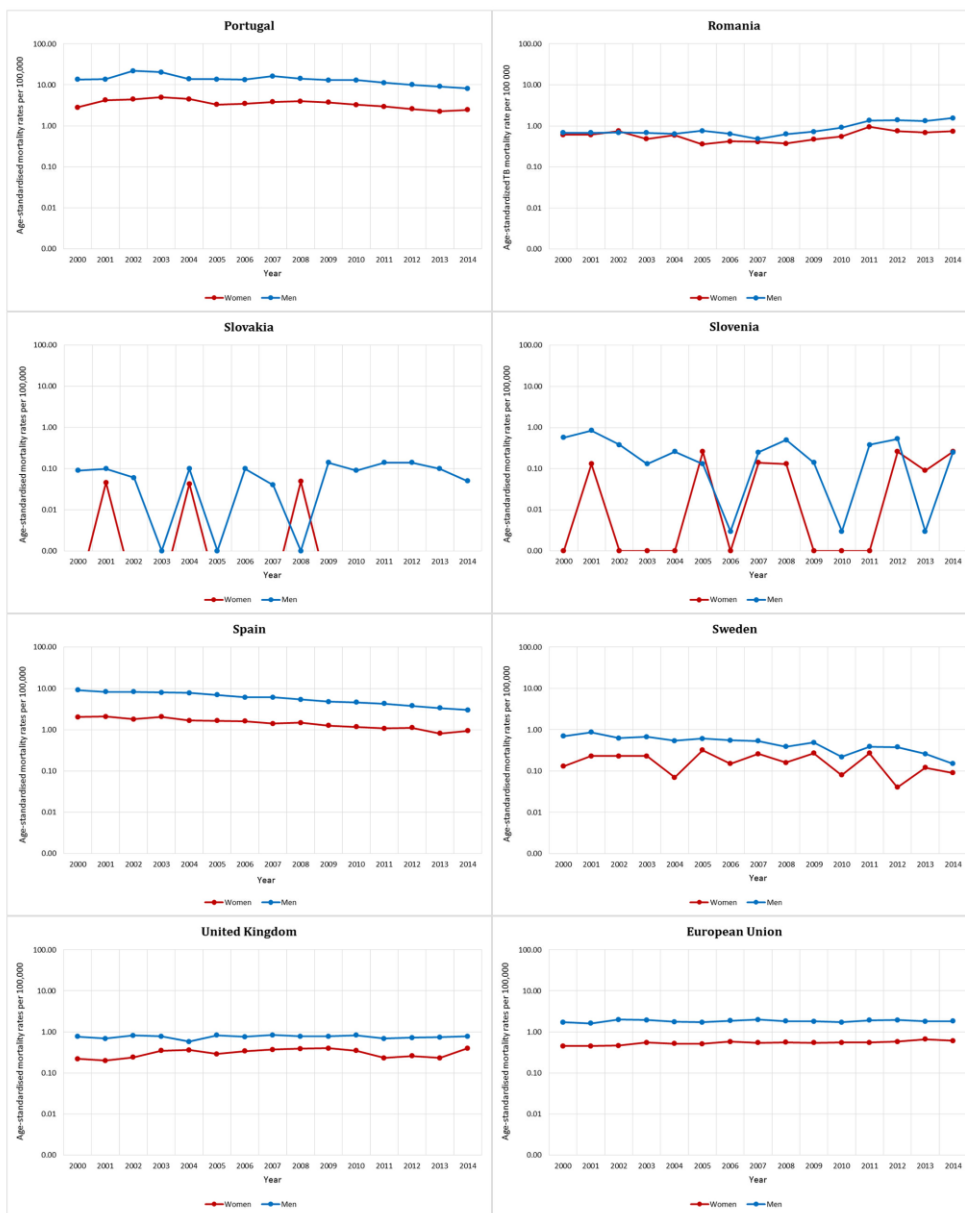 Portugal
Age-standardised mortality rates per 100,000
100.00
10.00
1.00
0.10
0.01
0.00
2000 2001 2002 2003 2004 2005 2006 2007 2008 2009 2010 2011 2012 2013 2014
Year
Women Men
Romania
Age-standardized TB mortality rate per 100 000
100.00
10.00
1.00
0.10
0.01
0.00
2000 2001 2002 2003 2004 2005 2006 2007 2008 2009 2010 2011 2012 2013 2014
Year
Women Men
Slovakia
Age-standardised mortality rates per 100,000
100.00
10.00
1.00
0.10
0.01
0.00
2000 2001 2002 2003 2004 2005 2006 2007 2008 2009 2010 2011 2012 2013 2014
Year
Women Men
Slovenia
Age-standardised mortality rates per 100,000
100.00
10.00
1.00
0.10
0.01
0.00
2000 2001 2002 2003 2004 2005 2006 2007 2008 2009 2010 2011 2012 2013 2014
Year
Women Men
Spain
Age-standardised mortality rates per 100,000
100.00
10.00
1.00
0.10
0.01
0.00
2000 2001 2002 2003 2004 2005 2006 2007 2008 2009 2010 2011 2012 2013 2014
Year
Women Men
Sweden
Age-standardised mortality rates per 100,000
100.00
10.00
1.00
0.10
0.01
0.00
2000 2001 2002 2003 2004 2005 2006 2007 2008 2009 2010 2011 2012 2013 2014
Year
Women Men
United Kingdom
Age-standardised mortality rates per 100,000
100.00
10.00
1.00
0.10
0.01
0.00
2000 2001 2002 2003 2004 2005 2006 2007 2008 2009 2010 2011 2012 2013 2014
Year
Women Men
European Union
Age-standardised mortality rates per 100,000
100.00
10.00
1.00
0.10
0.01
0.00
2000 2001 2002 2003 2004 2005 2006 2007 2008 2009 2010 2011 2012 2013 2014
Year
Women Men